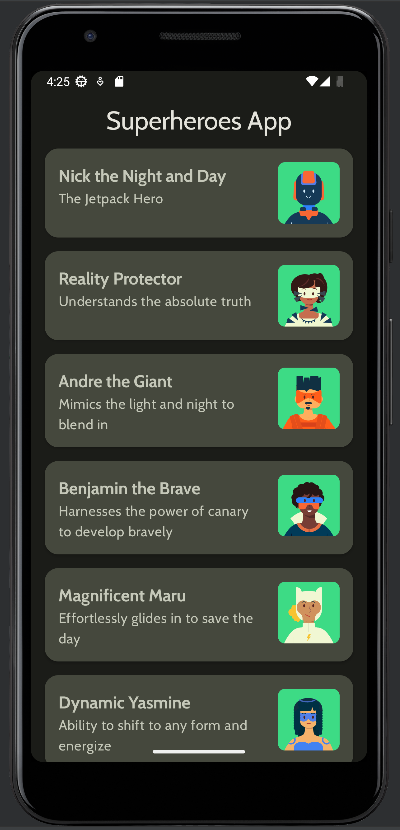 4:25
Superheroes App
Nick the Night and Day
The Jetpack Hero
Reality Protector
Understands the absolute truth
Andre the Giant
Mimics the light and night to
blend in
Benjamin the Brave
Harnesses the power of canary
to develop bravely
Magnificent Maru
Effortlessly glides in to save the
day
Dynamic Yasmine
Ability to shift to any form and
energize